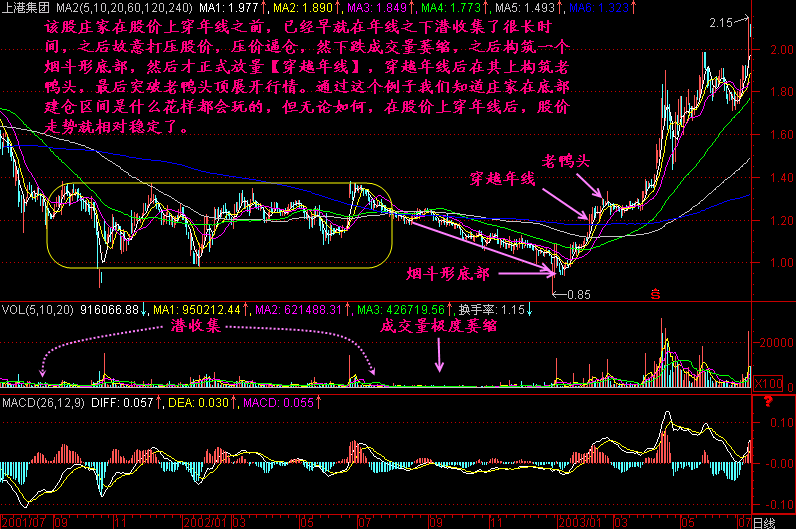 上港集团 MA2(5,10,20,60,120,240) MA1: 1.977↑, MA2: 1.890↑, MA3: 1.849↑, MA4: 1.773↑, MA5: 1.493↑, MA6: 1.323↑
该股庄家在股价上穿年线之前，已经早就在年线之下潜收集了很长时
间，之后故意打压股价，压价逼仓，然下跌成交量萎缩，之后构筑一个
烟斗形底部，然后才正式放量【穿越年线】，穿越年线后在其上构筑老
鸭头，最后突破老鸭头顶展开行情。通过这个例子我们知道庄家在底部
建仓区间是什么花样都会玩的，但无论如何，在股价上穿年线后，股价
走势就相对稳定了。
2.15
2.00
1.80
1.60
1.40
1.20
1.00
老鸭头
穿越年线
烟斗形底部
0.85
S
VOL(5,10,20) 916066.88↓, MA1: 950212.44↑, MA2: 621488.31↑, MA3: 426719.56↑, 换手率: 1.15↓
潜收集
成交量极度萎缩
20000
X100
MACD(26,12,9) DIFF: 0.057↑, DEA: 0.030↑, MACD: 0.055↑
?
0.10
-0.00
-0.10
2001/07 09 11 2002/01 03 05 07 09 11 2003/01 03 05 07 日线